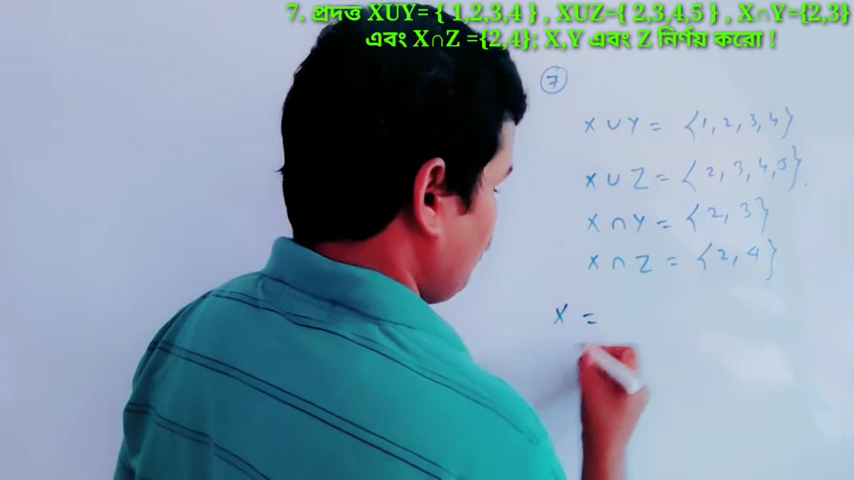 7. প্রদত্ত XUY= { 1,2,3,4 } , XUZ={ 2,3,4,5 } , X∩Y={2,3}
এবং X∩Z ={2,4}; X,Y এবং Z নির্ণয় করো !
7
X ∪ Y = {1, 2, 3, 4}
X ∪ Z = {2, 3, 4, 5}.
X ∩ Y = {2, 3}
X ∩ Z = {2, 4}
X =